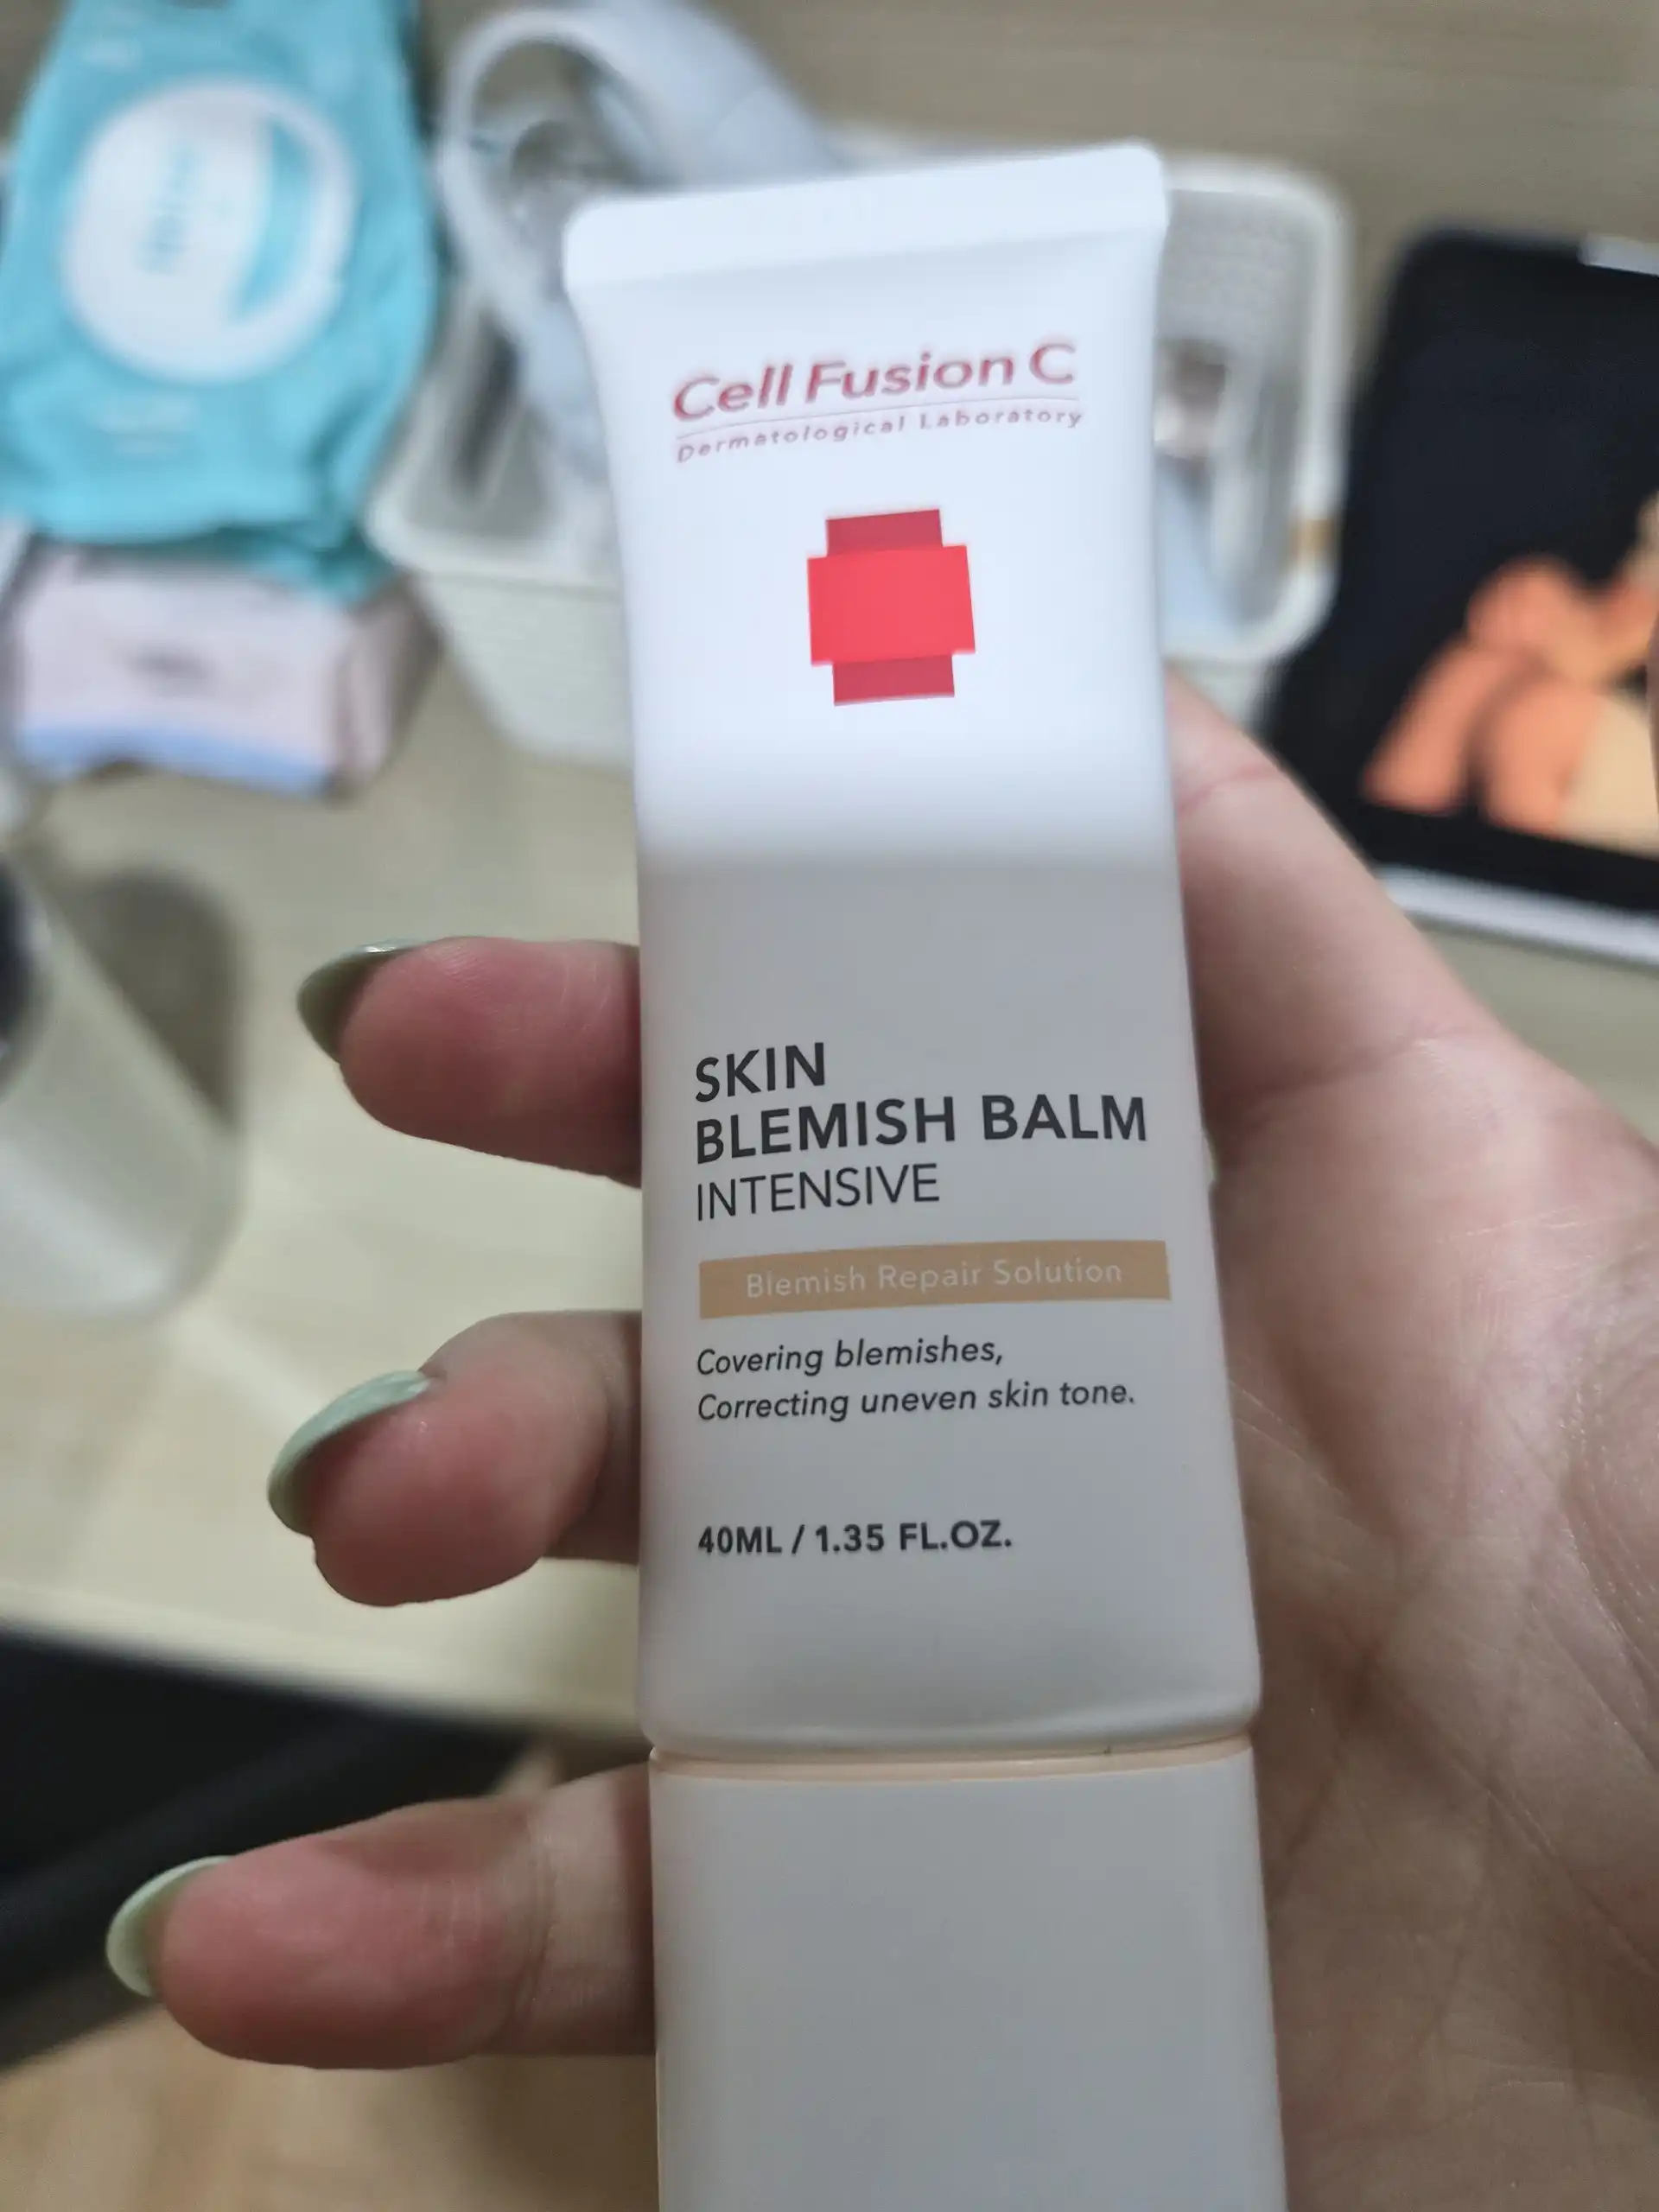 Cell Fusion C
Dermatological Laboratory
SKIN
BLEMISH BALM
INTENSIVE
Blemish Repair Solution
Covering blemishes,
Correcting uneven skin tone.
40ML / 1.35 FL.OZ.